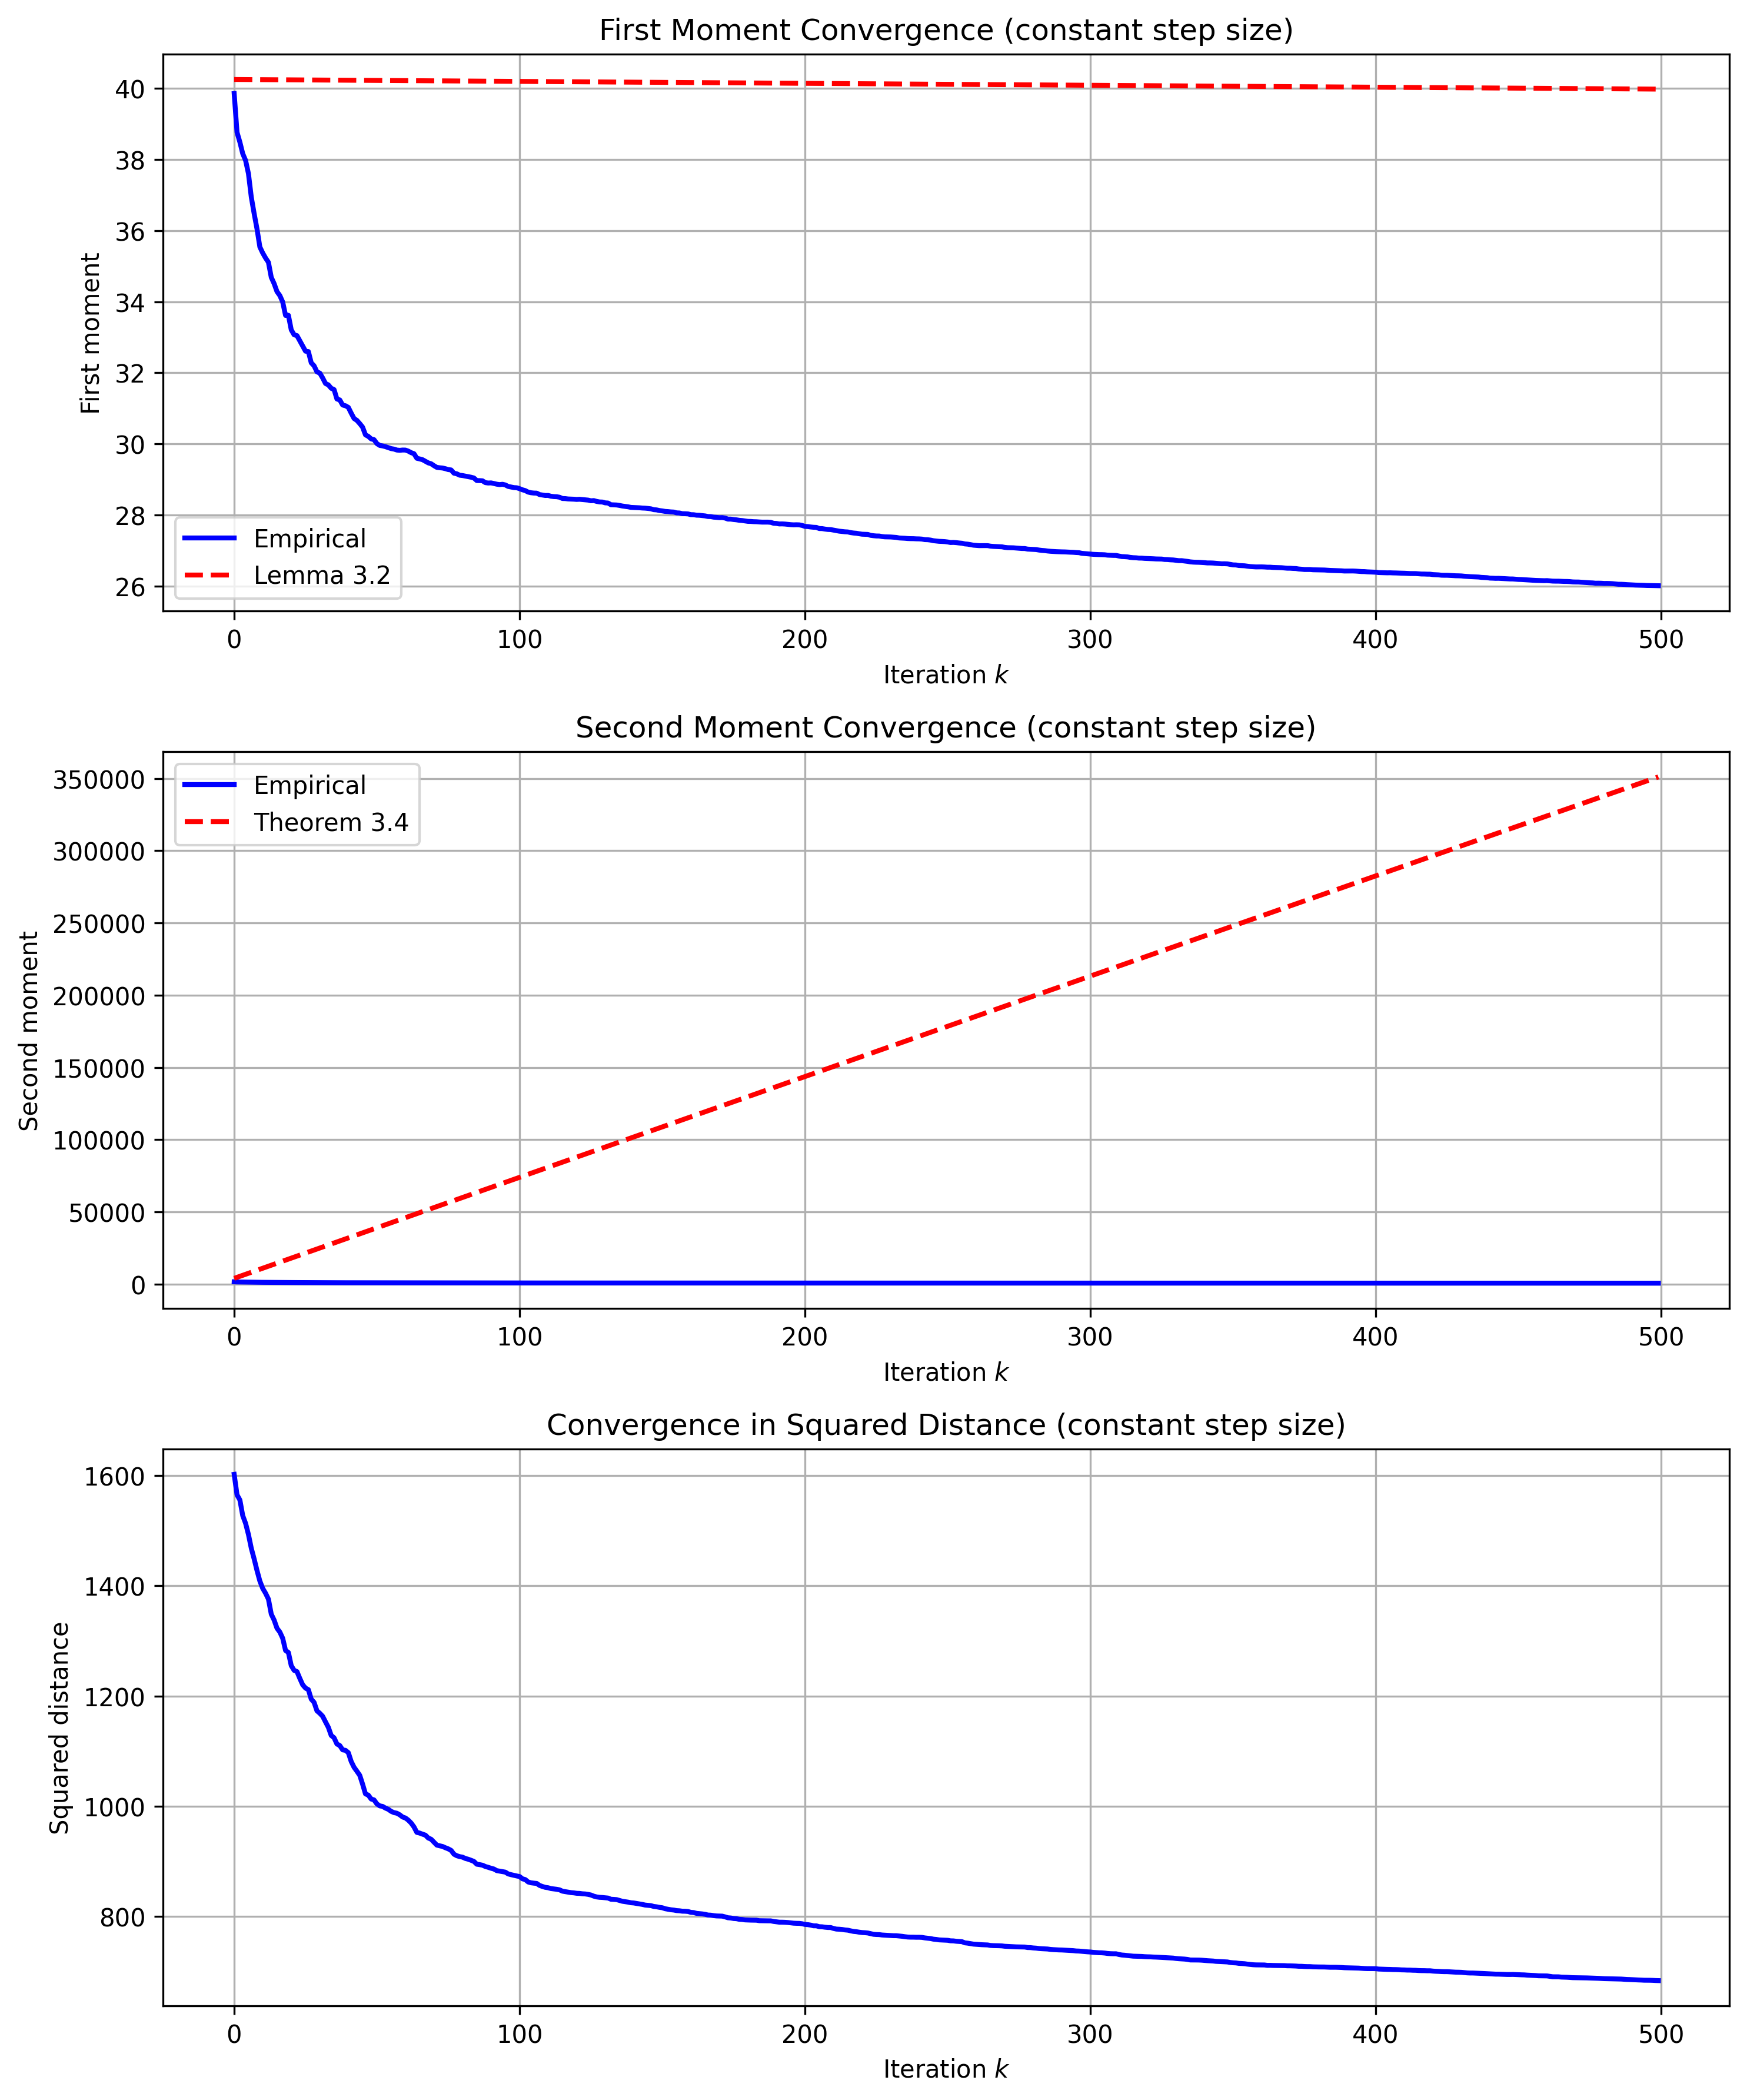 First Moment Convergence (constant step size)
First moment
40
38
36
34
32
30
28
26
Empirical
Lemma 3.2
0 100 200 300 400 500
Iteration k
Second Moment Convergence (constant step size)
Second moment
350000
300000
250000
200000
150000
100000
50000
0
Empirical
Theorem 3.4
0 100 200 300 400 500
Iteration k
Convergence in Squared Distance (constant step size)
Squared distance
1600
1400
1200
1000
800
0 100 200 300 400 500
Iteration k